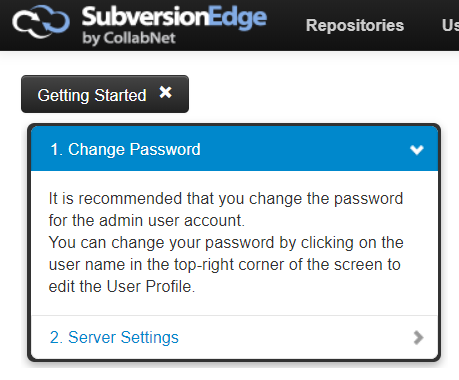 SubversionEdge
by CollabNet
Repositories
Us
Getting Started
1. Change Password
It is recommended that you change the password
for the admin user account.
You can change your password by clicking on the
user name in the top-right corner of the screen to
edit the User Profile.
2. Server Settings